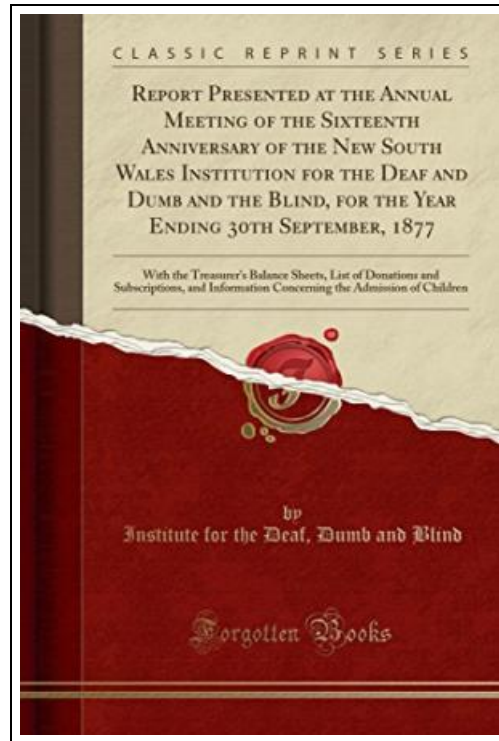 CLASSIC REPRINT SERIES
REPORT PRESENTED AT THE ANNUAL
MEETING OF THE SIXTEENTH
ANNIVERSARY OF THE NEW SOUTH
WALES INSTITUTION FOR THE DEAF AND
DUMB AND THE BLIND, FOR THE YEAR
ENDING 30TH SEPTEMBER, 1877
With the Treasurer's Balance Sheets, List of Donations and
Subscriptions, and Information Concerning the Admission of Children
by
Institute for the Deaf, Dumb and Blind
Forgotten Books